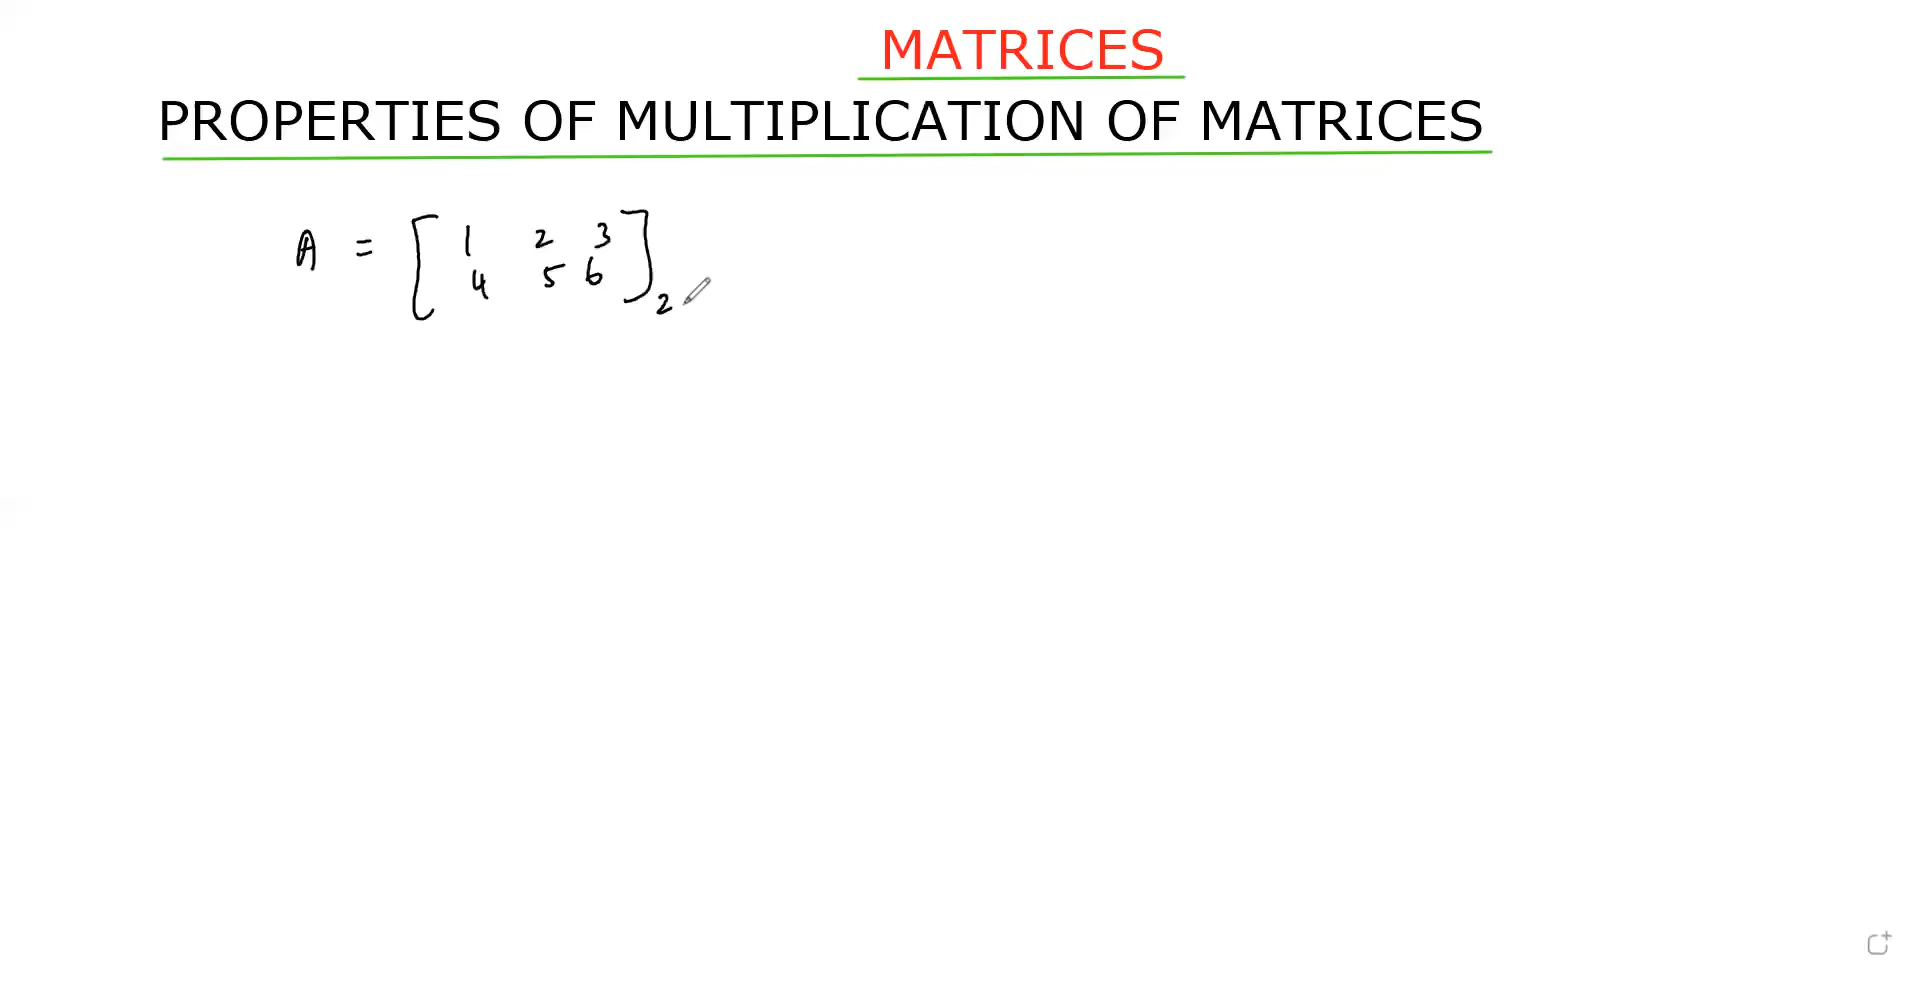 MATRICES
PROPERTIES OF MULTIPLICATION OF MATRICES
A = [ 1 2 3
4 5 6 ]2